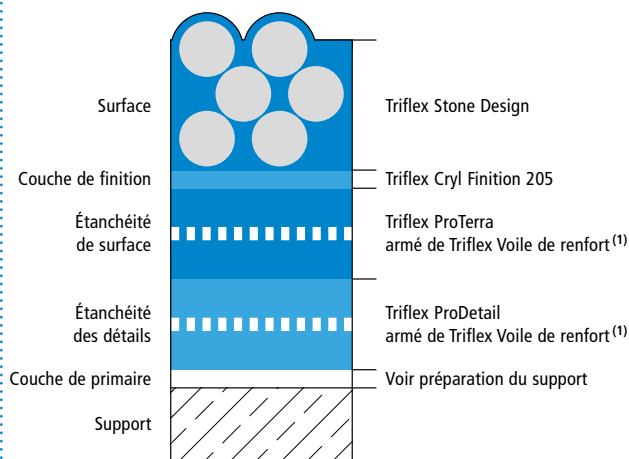 Surface
Triflex Stone Design
Couche de finition
Triflex Cryl Finition 205
Étanchéité
de surface
Triflex ProTerra
armé de Triflex Voile de renfort (1)
Étanchéité
des détails
Triflex ProDetail
armé de Triflex Voile de renfort (1)
Couche de primaire
Voir préparation du support
Support